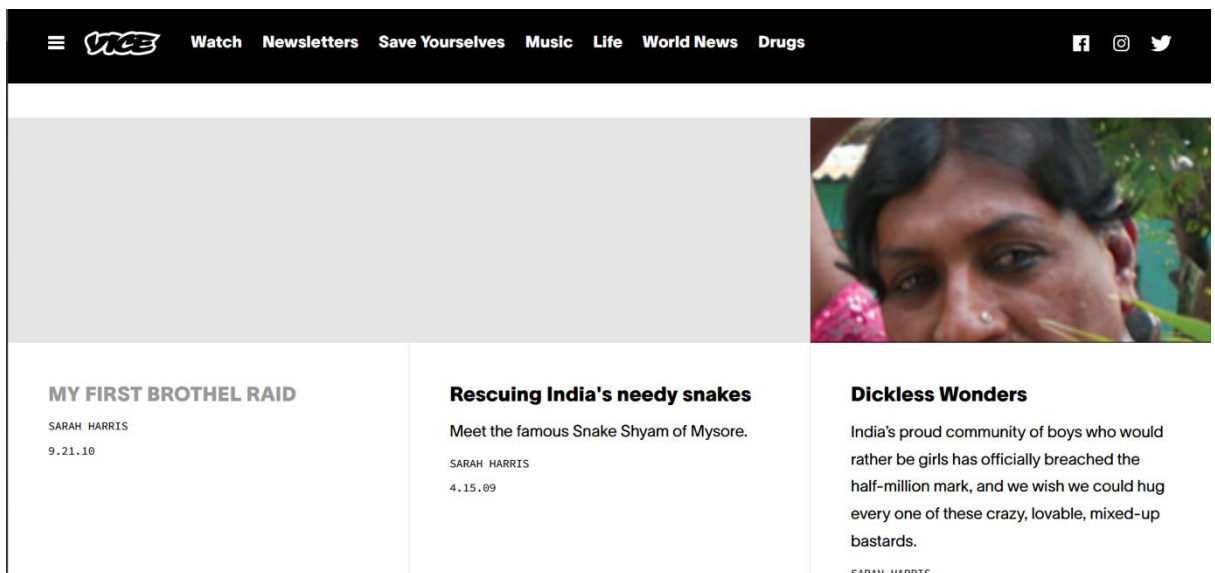 VICE
Watch Newsletters Save Yourselves Music Life World News Drugs
MY FIRST BROTHEL RAID
SARAH HARRIS
9.21.10
Rescuing India's needy snakes
Meet the famous Snake Shyam of Mysore.
SARAH HARRIS
4.15.09
Dickless Wonders
India’s proud community of boys who would
rather be girls has officially breached the
half-million mark, and we wish we could hug
every one of these crazy, lovable, mixed-up
bastards.
SARAH HARRIS